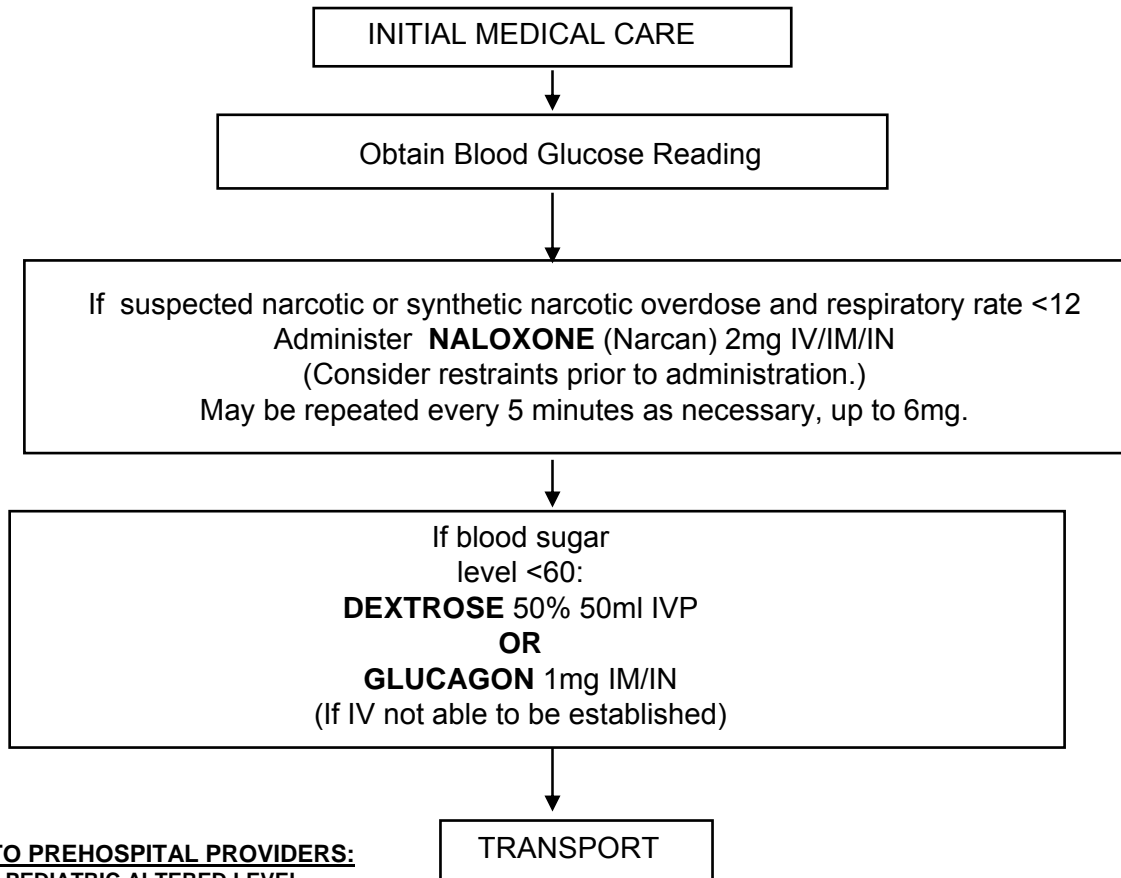 INITIAL MEDICAL CARE
Obtain Blood Glucose Reading
If suspected narcotic or synthetic narcotic overdose and respiratory rate <12
Administer NALOXONE (Narcan) 2mg IV/IM/IN
(Consider restraints prior to administration.)
May be repeated every 5 minutes as necessary, up to 6mg.
If blood sugar
level <60:
DEXTROSE 50% 50ml IVP
OR
GLUCAGON 1mg IM/IN
(If IV not able to be established)
TRANSPORT
TO PREHOSPITAL PROVIDERS:
PEDIATRIC ALTERED LEVEL